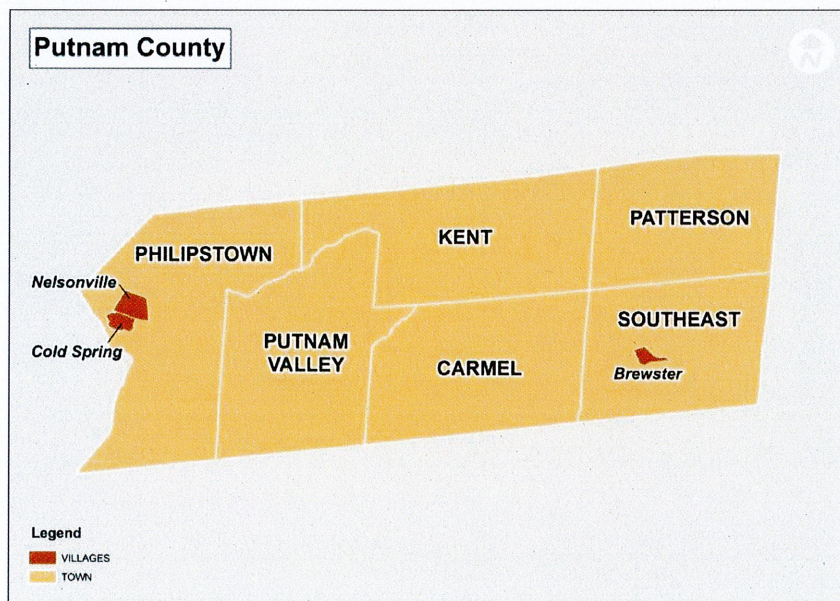 Putnam County
N
PATTERSON
KENT
PHILIPSTOWN
Nelsonville
SOUTHEAST
PUTNAM
VALLEY
Cold Spring
CARMEL
Brewster
Legend
VILLAGES
TOWN